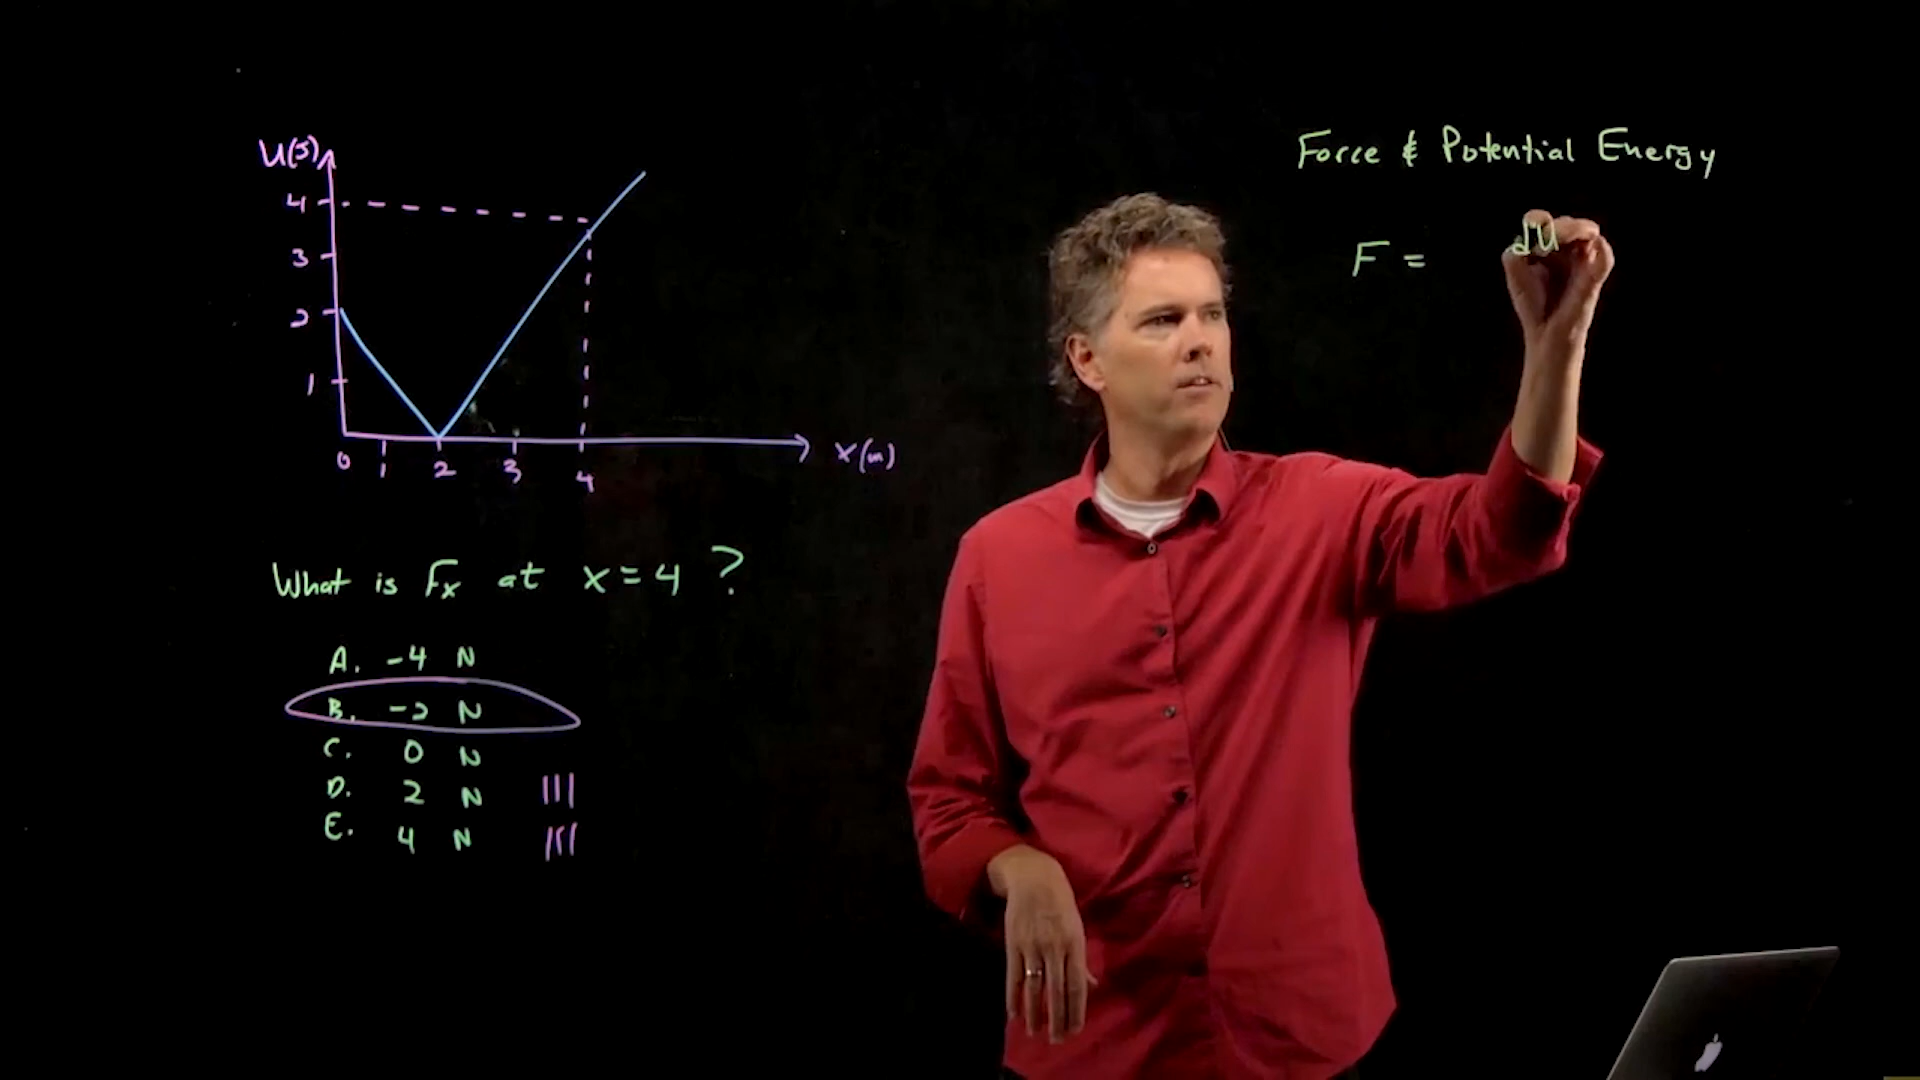 U(J)
4
3
2
1
0 1 2 3 4
x(m)
What is Fx at x = 4 ?
A. -4 N
B. -2 N
C. 0 N
D. 2 N |||
E. 4 N |||
Force & Potential Energy
F = dU